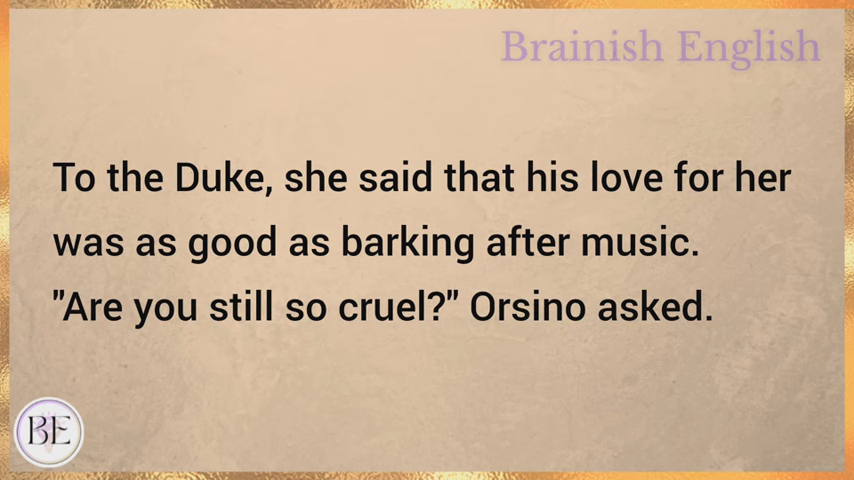 Brainish English
To the Duke, she said that his love for her
was as good as barking after music.
"Are you still so cruel?" Orsino asked.
BE